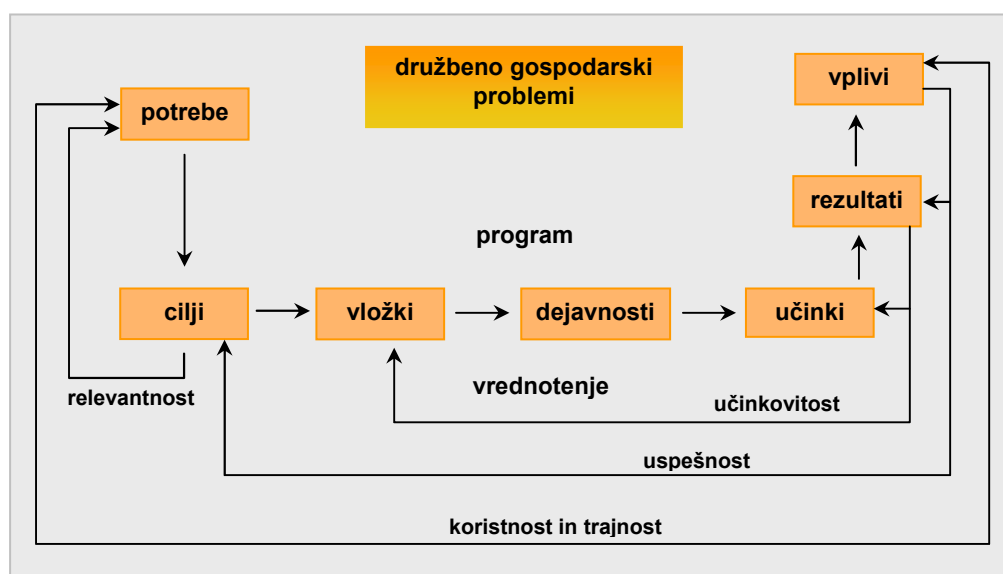 družbeno gospodarski
problemi
vplivi
potrebe
rezultati
program
cilji
vložki
dejavnosti
učinki
relevantnost
vrednotenje
učinkovitost
uspešnost
koristnost in trajnost